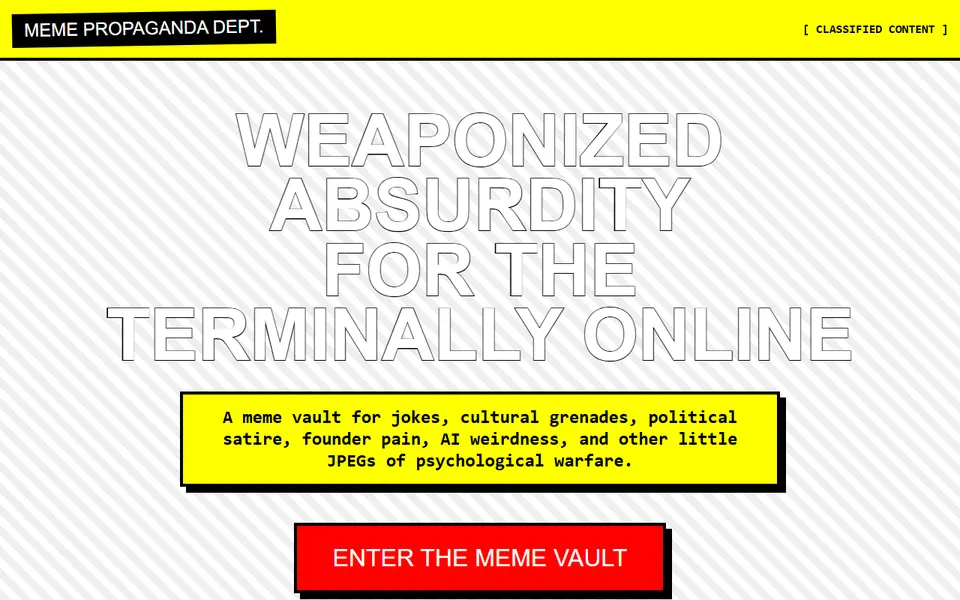 MEME PROPAGANDA DEPT.
[ CLASSIFIED CONTENT ]
WEAPONIZED
ABSURDITY
FOR THE
TERMINALLY ONLINE
A meme vault for jokes, cultural grenades, political
satire, founder pain, AI weirdness, and other little
JPEGs of psychological warfare.
ENTER THE MEME VAULT